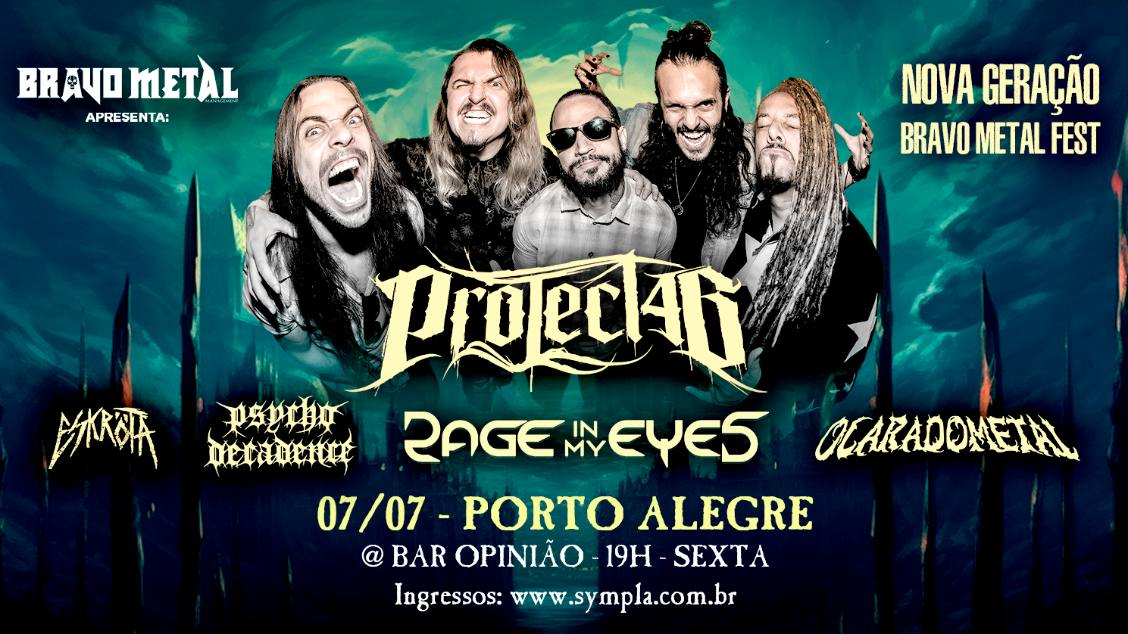 BRAVO METAL
MANAGEMENT
APRESENTA:
NOVA GERAÇÃO
BRAVO METAL FEST
Project46
ESKRÖTA
psycho
decadence
RAGE IN MY EYES
OCARADOMETAL
07/07 - PORTO ALEGRE
@ BAR OPINIÃO - 19H - SEXTA
Ingressos: www.sympla.com.br